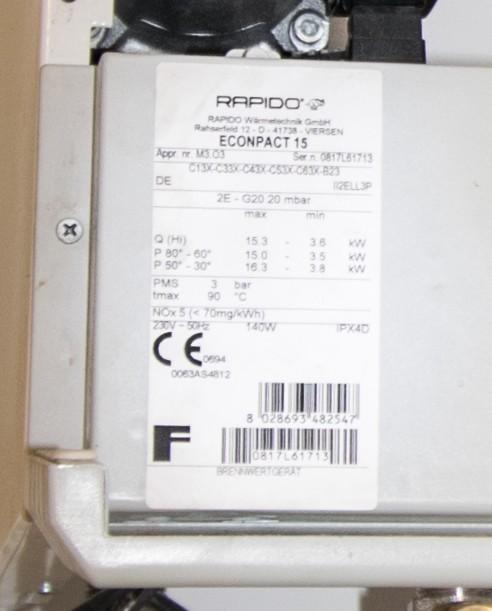 RAPIDO
RAPIDO Wärmetechnik GmbH
Rahserfeld 12 - D - 41738 - VIERSEN
ECONPACT 15
Appr. nr. M3.O3 Ser.n. 0817L61713
C13X-C33X-C43X-C53X-C63X-B23
DE II2ELL3P
2E - G20 20 mbar
max min
Q (Hi) 15.3 - 3.6 kW
P 80° - 60° 15.0 - 3.5 kW
P 50° - 30° 16.3 - 3.8 kW
PMS 3 bar
tmax 90 °C
NOx 5 (< 70mg/kWh)
230V ~ 50Hz 140W IPX4D
CE 0694
0063AS4812
8 028693 482547
F
0817L61713
BRENNWERTGERÄT